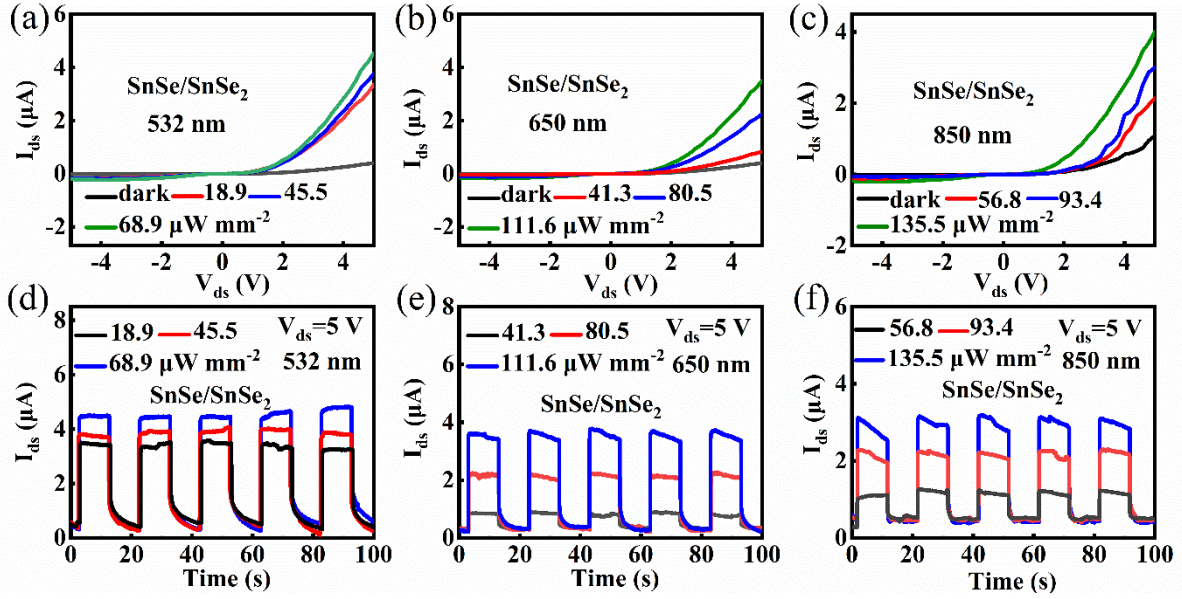 (a)
6
4
2
0
-2
I_ds (µA)
SnSe/SnSe₂
532 nm
dark 18.9 45.5
68.9 µW mm⁻²
-4 -2 0 2 4
V_ds (V)
(b)
6
4
2
0
-2
I_ds (µA)
SnSe/SnSe₂
650 nm
dark 41.3 80.5
111.6 µW mm⁻²
-4 -2 0 2 4
V_ds (V)
(c)
4
2
0
2
I_ds (µA)
SnSe/SnSe₂
850 nm
dark 56.8 93.4
135.5 µW mm⁻²
-4 -2 0 2 4
V_ds (V)
(d)
8
6
4
2
0
I_ds (µA)
18.9 45.5 V_ds=5 V
68.9 µW mm⁻² 532 nm
SnSe/SnSe₂
0 20 40 60 80 100
Time (s)
(e)
8
6
4
2
0
I_ds (µA)
41.3 80.5 V_ds=5 V
111.6 µW mm⁻² 650 nm
SnSe/SnSe₂
0 20 40 60 80 100
Time (s)
(f)
6
4
2
0
I_ds (µA)
56.8 93.4 V_ds=5 V
135.5 µW mm⁻² 850 nm
SnSe/SnSe₂
0 20 40 60 80 100
Time (s)